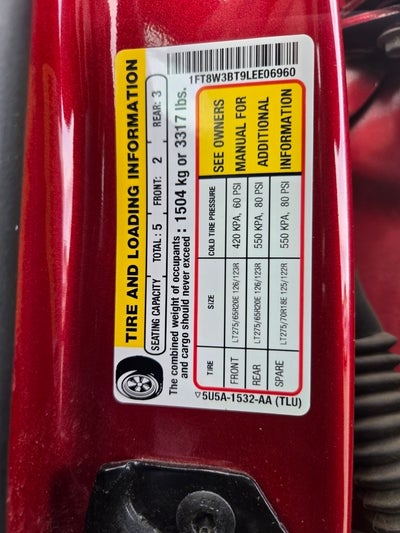 TIRE AND LOADING INFORMATION
SEATING CAPACITY TOTAL: 5 FRONT: 2 REAR: 3
The combined weight of occupants
and cargo should never exceed : 1504 kg or 3317 lbs.
1FT8W3BT9LEE06960
TIRE SIZE COLD TIRE PRESSURE
FRONT LT275/65R20E 126/123R 420 KPA, 60 PSI
REAR LT275/65R20E 126/123R 550 KPA, 80 PSI
SPARE LT275/70R18E 125/122R 550 KPA, 80 PSI
SEE OWNERS
MANUAL FOR
ADDITIONAL
INFORMATION
▽5U5A-1532-AA (TLU)